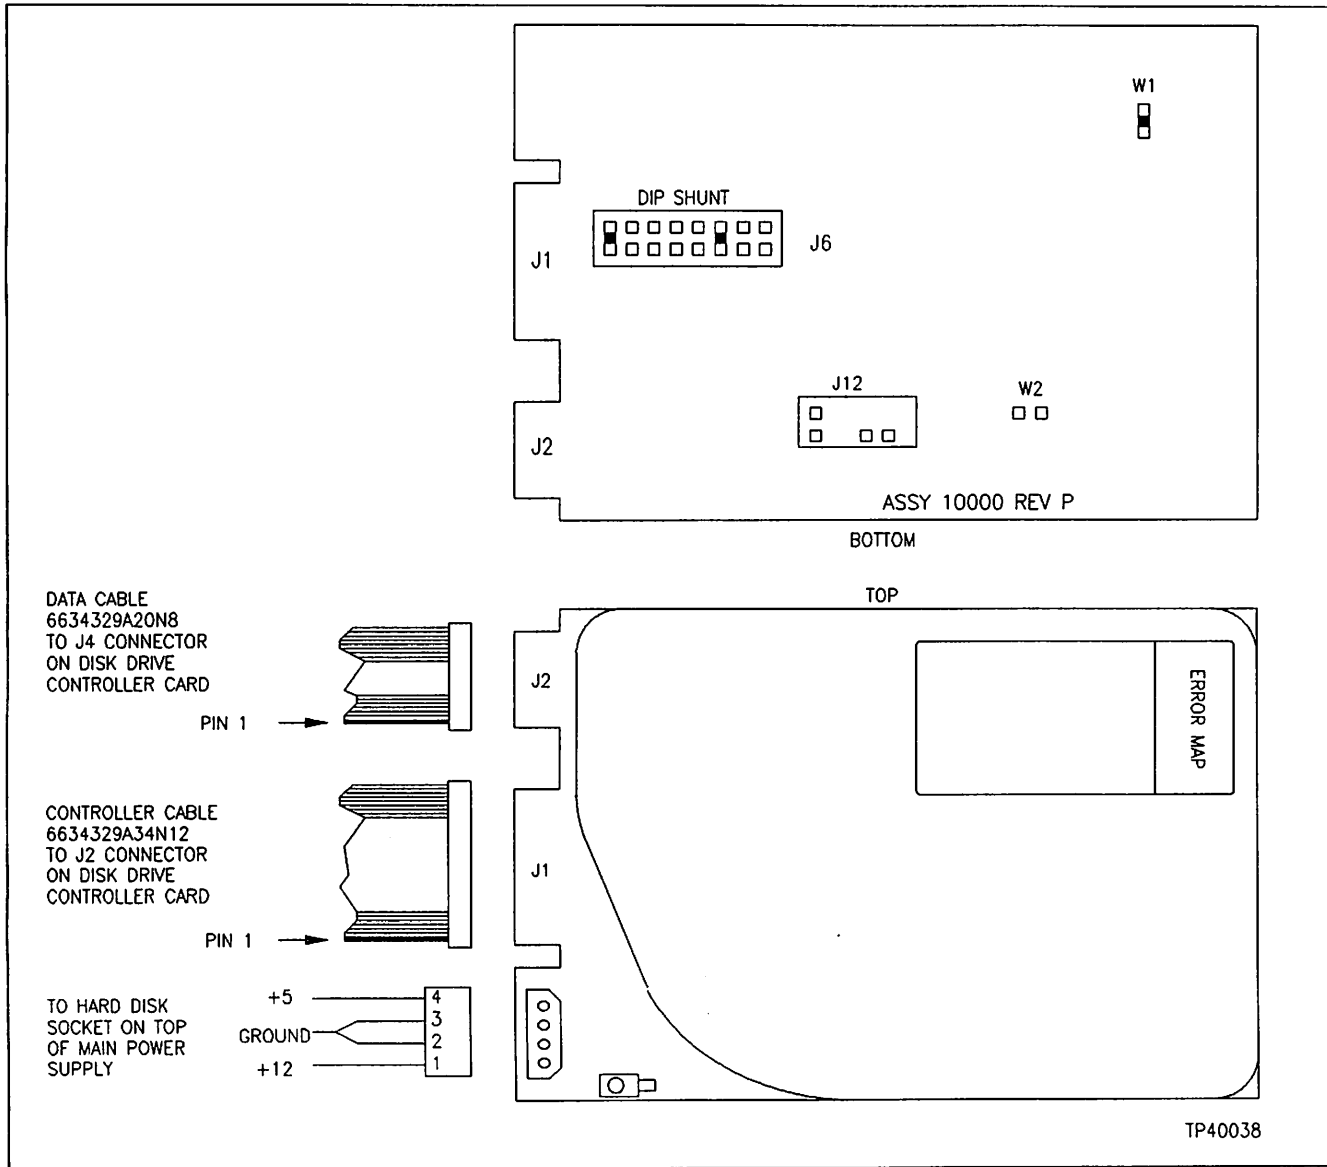 W1
DIP SHUNT
J6
J1
J12
W2
J2
ASSY 10000 REV P
BOTTOM
TOP
DATA CABLE
6634329A20N8
TO J4 CONNECTOR
ON DISK DRIVE
CONTROLLER CARD
PIN 1
J2
ERROR MAP
CONTROLLER CABLE
6634329A34N12
TO J2 CONNECTOR
ON DISK DRIVE
CONTROLLER CARD
PIN 1
J1
TO HARD DISK
SOCKET ON TOP
OF MAIN POWER
SUPPLY
+5
GROUND
+12
4
3
2
1
TP40038